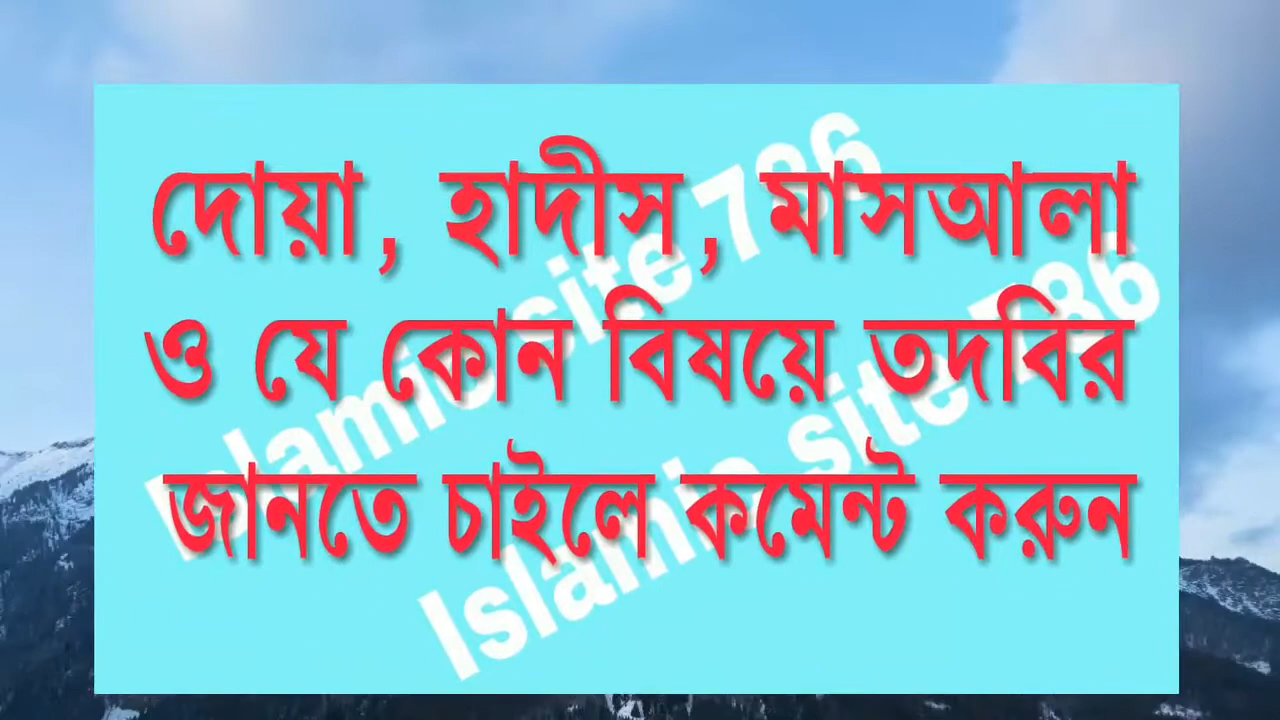 দোয়া, হাদীস, মাসআলা
ও যে কোন বিষয়ে তদবির
জানতে চাইলে কমেন্ট করুন
Islamic site 786
Islamic site 786